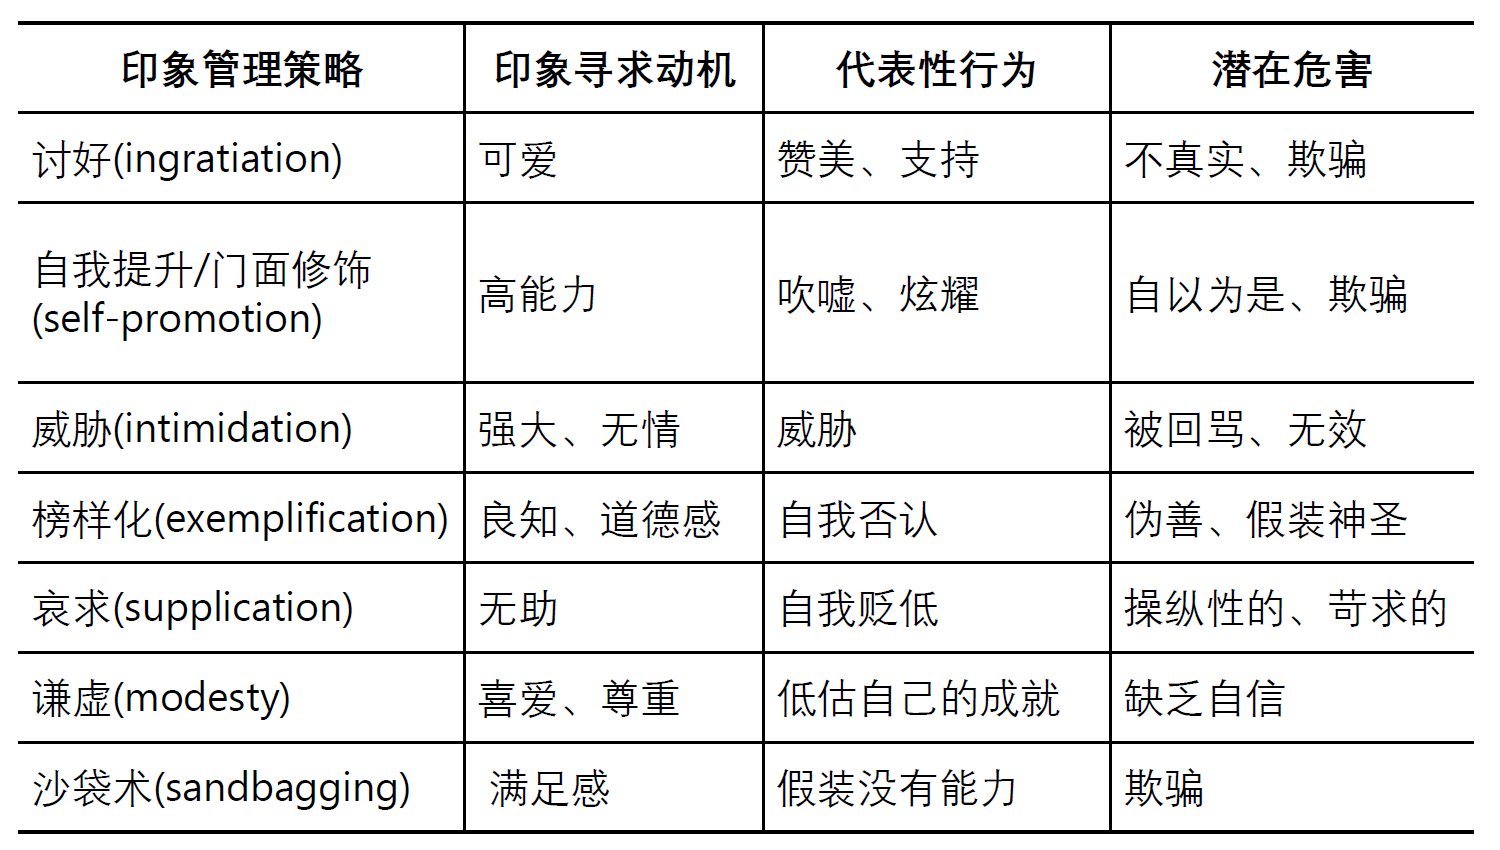 印象管理策略 印象寻求动机 代表性行为 潜在危害
讨好(ingratiation) 可爱 赞美、支持 不真实、欺骗
自我提升/门面修饰
(self-promotion) 高能力 吹嘘、炫耀 自以为是、欺骗
威胁(intimidation) 强大、无情 威胁 被回骂、无效
榜样化(exemplification) 良知、道德感 自我否认 伪善、假装神圣
哀求(supplication) 无助 自我贬低 操纵性的、苛求的
谦虚(modesty) 喜爱、尊重 低估自己的成就 缺乏自信
沙袋术(sandbagging) 满足感 假装没有能力 欺骗